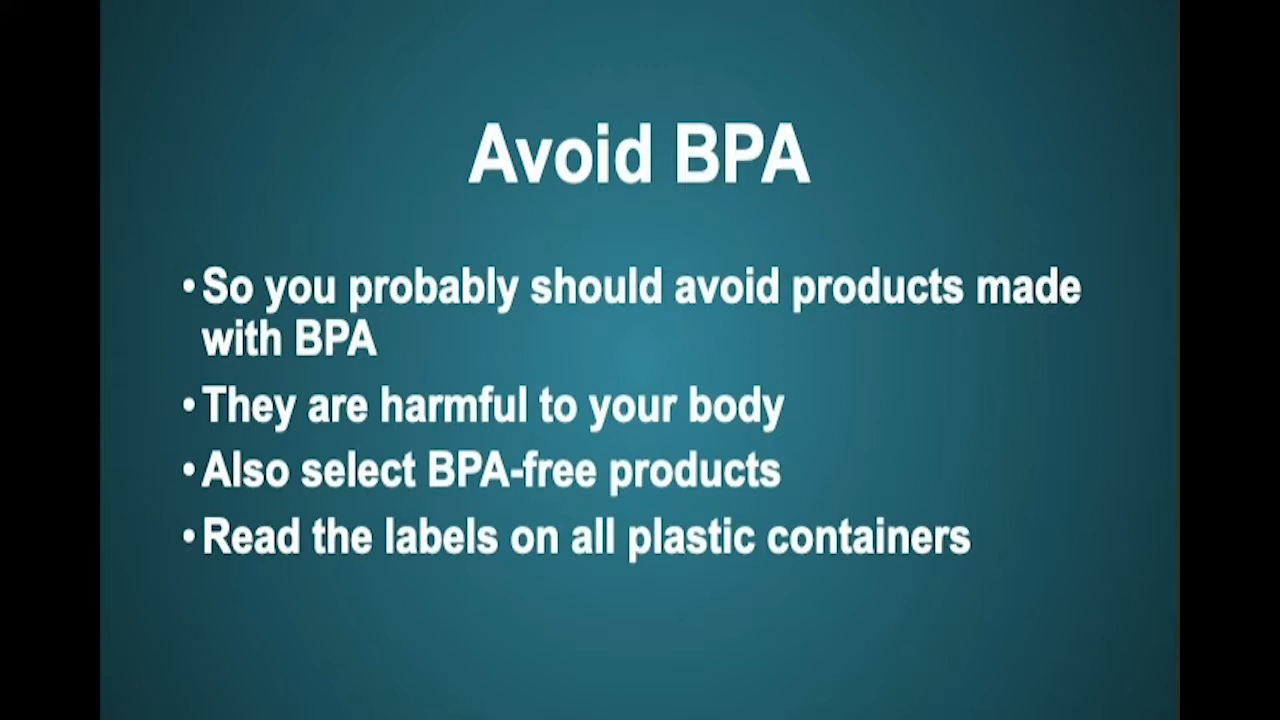 Avoid BPA
• So you probably should avoid products made
with BPA
• They are harmful to your body
• Also select BPA-free products
• Read the labels on all plastic containers